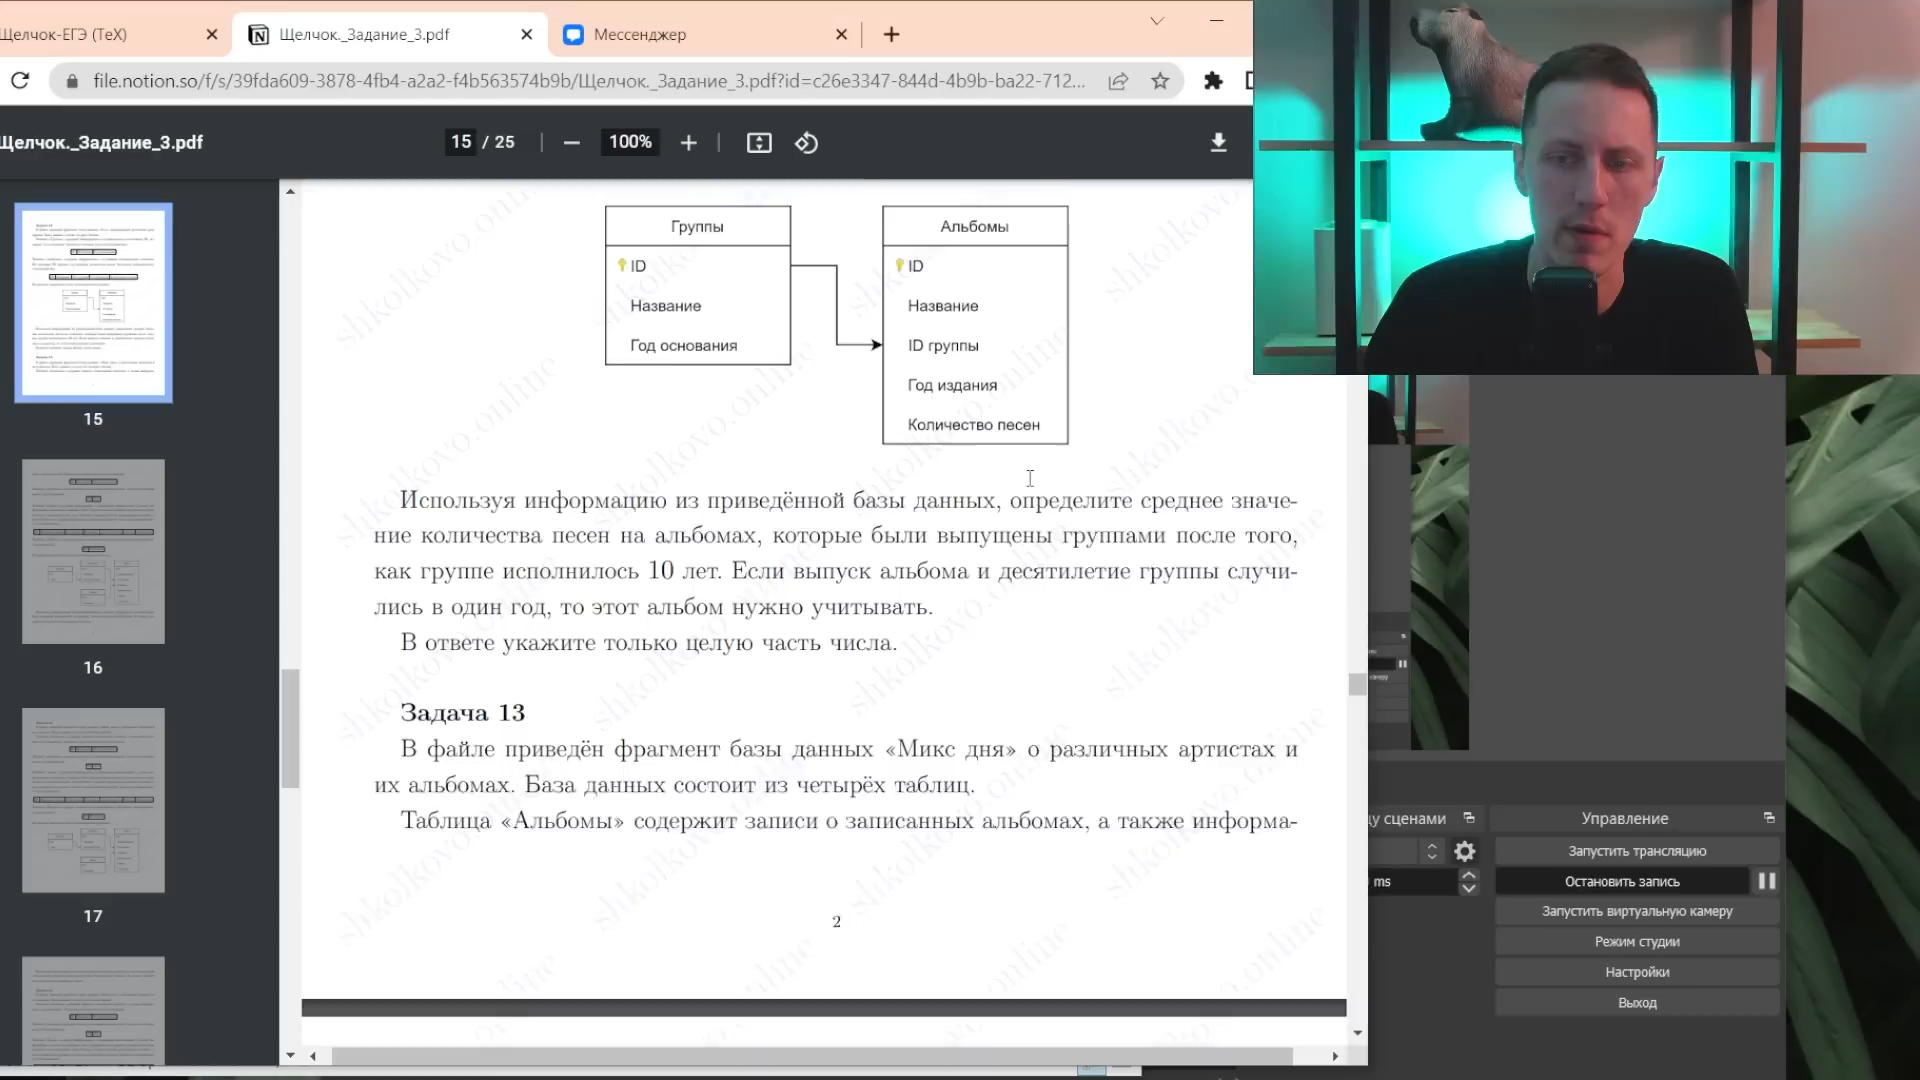 Щелчок-ЕГЭ (TeX)
Щелчок._Задание_3.pdf
Мессенджер
file.notion.so/f/s/39fda609-3878-4fb4-a2a2-f4b563574b9b/Щелчок._Задание_3.pdf?id=c26e3347-844d-4b9b-ba22-712...
Щелчок._Задание_3.pdf
15 / 25
100%
15
16
17
Группы
ID
Название
Год основания
Альбомы
ID
Название
ID группы
Год издания
Количество песен
Используя информацию из приведённой базы данных, определите среднее значе-
ние количества песен на альбомах, которые были выпущены группами после того,
как группе исполнилось 10 лет. Если выпуск альбома и десятилетие группы случи-
лись в один год, то этот альбом нужно учитывать.
В ответе укажите только целую часть числа.
Задача 13
В файле приведён фрагмент базы данных «Микс дня» о различных артистах и
их альбомах. База данных состоит из четырёх таблиц.
Таблица «Альбомы» содержит записи о записанных альбомах, а также информа-
2
shkolkovo.online
ду сценами
ms
Управление
Запустить трансляцию
Остановить запись
Запустить виртуальную камеру
Режим студии
Настройки
Выход